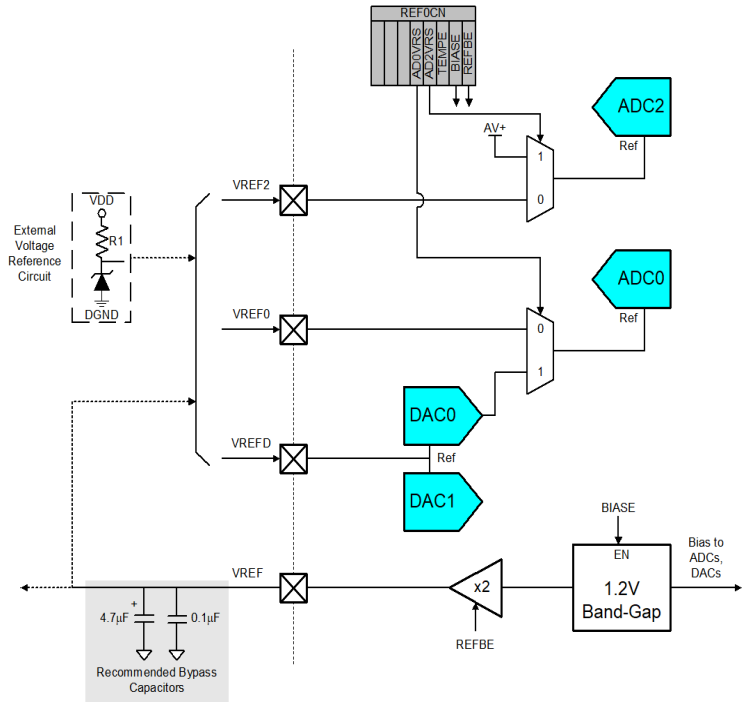 REF0CN
AD0VRS
AD2VRS
TEMPE
BIASE
REFBE
ADC2
AV+
Ref
1
VREF2
0
VDD
External
Voltage
Reference
Circuit
R1
DGND
ADC0
Ref
VREF0
0
1
DAC0
VREFD
Ref
DAC1
BIASE
EN
Bias to
ADCs,
DACs
VREF
x2
1.2V
Band-Gap
+
4.7μF
0.1μF
REFBE
Recommended Bypass
Capacitors